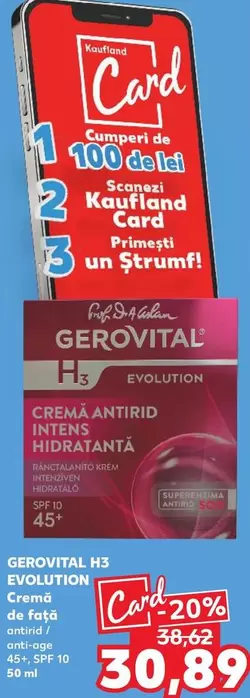 Kaufland
Card
1 Cumperi de
100 de lei
2 Scanezi
Kaufland
Card
3 Primești
un Ștrumf!
Prof. Dr. A. Aslan
GEROVITAL®
H3 EVOLUTION
CREMĂ ANTIRID
INTENS
HIDRATANTĂ
RÁNCTALANÍTÓ KRÉM
INTENZÍVEN
HIDRATÁLÓ
SPF 10
45+
SUPERENZIMA
ANTIRID SOD
GEROVITAL H3
EVOLUTION
Cremă
de față
antirid /
anti-age
45+, SPF 10
50 ml
Card -20%
38,62
30,89